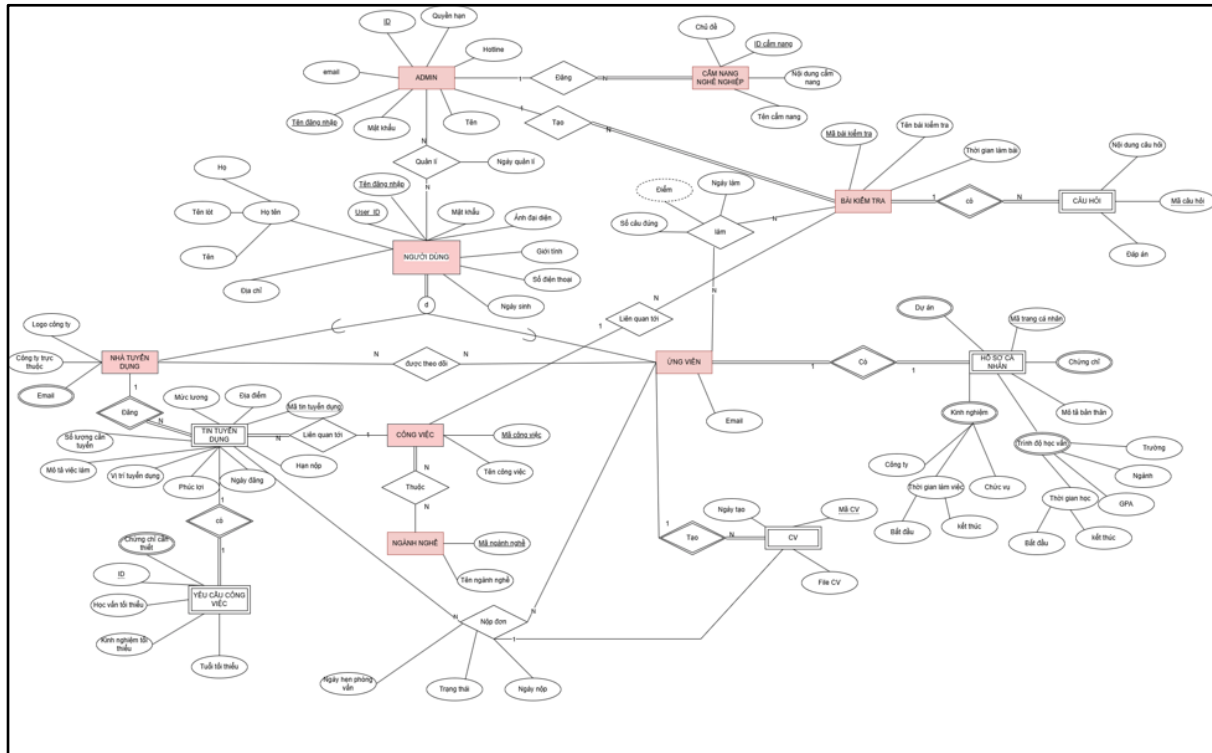 ID
Quyền hạn
Hotline
email
ADMIN
Tên đăng nhập
Mật khẩu
Tên
1
Đăng
N
Chủ đề
ID cẩm nang
CẨM NANG
NGHỀ NGHIỆP
Nội dung cẩm
nang
Tên cẩm nang
1
Tạo
N
N
Quản lí
Ngày quản lí
N
Mã bài kiểm tra
Tên bài kiểm tra
Thời gian làm bài
BÀI KIỂM TRA
1
có
N
CÂU HỎI
Nội dung câu hỏi
Mã câu hỏi
Đáp án
Điểm
Ngày làm
Số câu đúng
làm
N
N
Họ
Tên lót
Họ tên
Tên
Địa chỉ
Tên đăng nhập
User_ID
Mật khẩu
Ảnh đại diện
NGƯỜI DÙNG
Giới tính
Số điện thoại
Ngày sinh
d
N
Liên quan tới
1
Logo công ty
Công ty trực
thuộc
Email
NHÀ TUYỂN
DỤNG
N
được theo dõi
N
ỨNG VIÊN
Email
1
Có
1
Dự án
Mã trang cá nhân
HỒ SƠ CÁ
NHÂN
Chứng chỉ
Mô tả bản thân
Kinh nghiệm
Công ty
Thời gian làm việc
Chức vụ
Bắt đầu
kết thúc
Trình độ học vấn
Trường
Ngành
GPA
Thời gian học
Bắt đầu
kết thúc
1
Đăng
N
Mức lương
Địa điểm
Mã tin tuyển dụng
Số lượng cần
tuyển
TIN TUYỂN
DỤNG
N
Liên quan tới
1
CÔNG VIỆC
Mã công việc
Tên công việc
Mô tả việc làm
Vị trí tuyển dụng
Phúc lợi
Ngày đăng
Hạn nộp
N
Thuộc
N
NGÀNH NGHỀ
Mã ngành nghề
Tên ngành nghề
1
có
1
Chứng chỉ cần
thiết
ID
Học vấn tối thiểu
YÊU CẦU CÔNG
VIỆC
Kinh nghiệm tối
thiểu
Tuổi tối thiểu
1
Tạo
N
Ngày tạo
Mã CV
CV
File CV
N
Nộp đơn
N
1
Ngày hẹn phỏng
vấn
Trạng thái
Ngày nộp